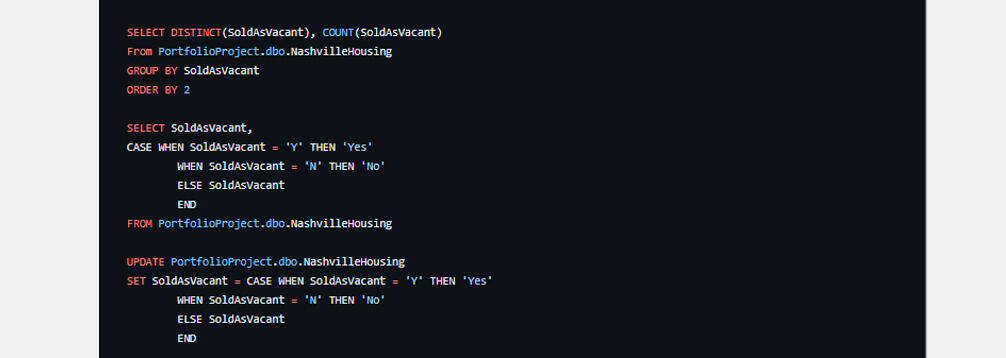 SELECT DISTINCT(SoldAsVacant), COUNT(SoldAsVacant)
From PortfolioProject.dbo.NashvilleHousing
GROUP BY SoldAsVacant
ORDER BY 2
SELECT SoldAsVacant,
CASE WHEN SoldAsVacant = 'Y' THEN 'Yes'
WHEN SoldAsVacant = 'N' THEN 'No'
ELSE SoldAsVacant
END
FROM PortfolioProject.dbo.NashvilleHousing
UPDATE PortfolioProject.dbo.NashvilleHousing
SET SoldAsVacant = CASE WHEN SoldAsVacant = 'Y' THEN 'Yes'
WHEN SoldAsVacant = 'N' THEN 'No'
ELSE SoldAsVacant
END